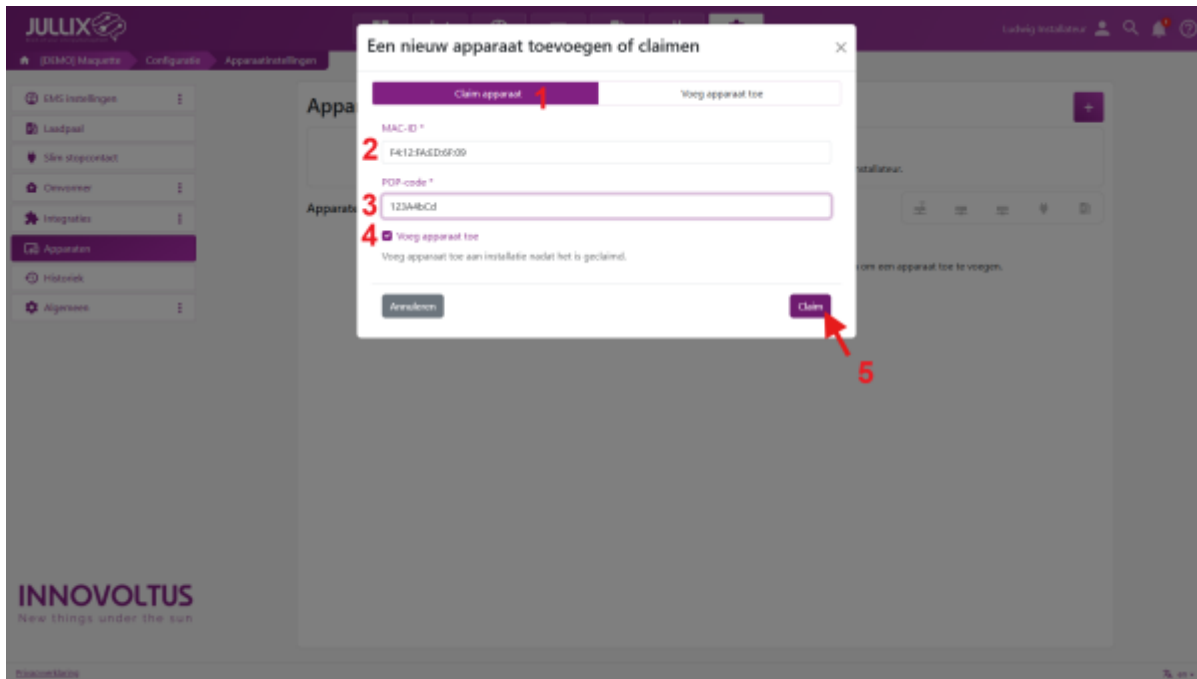 JULLIX
Ludwig Installateur
[DEMO] Maquette Configuratie Apparaatinstellingen
EMS instellingen
Laadpaal
Slim stopcontact
Omvormer
Integraties
Apparaten
Historiek
Algemeen
Appa
+
installateur.
Apparate
om een apparaat toe te voegen.
Een nieuw apparaat toevoegen of claimen
×
Claim apparaat 1
Voeg apparaat toe
MAC-ID *
2 F4:12:FA:ED:6F:09
POP-code *
3 123A4bCd
4 Voeg apparaat toe
Voeg apparaat toe aan installatie nadat het is geclaimd.
Annuleren
Claim
5
INNOVOLTUS
New things under the sun
Privacyverklaring